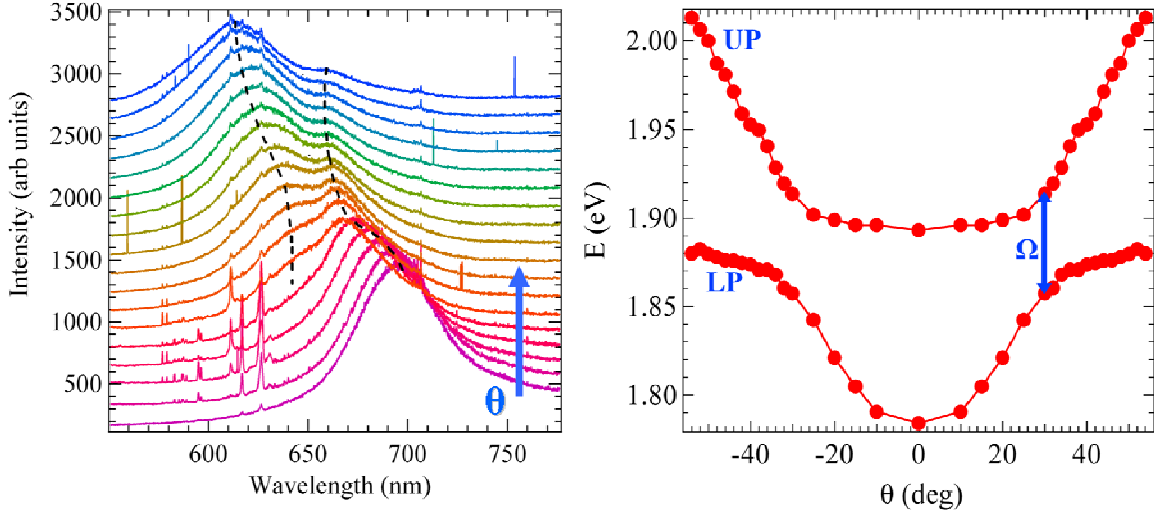 3500
3000
2500
2000
1500
1000
500
Intensity (arb units)
600
650
700
750
Wavelength (nm)
θ
2.00
1.95
1.90
1.85
1.80
E (eV)
UP
LP
Ω
-40
-20
0
20
40
θ (deg)